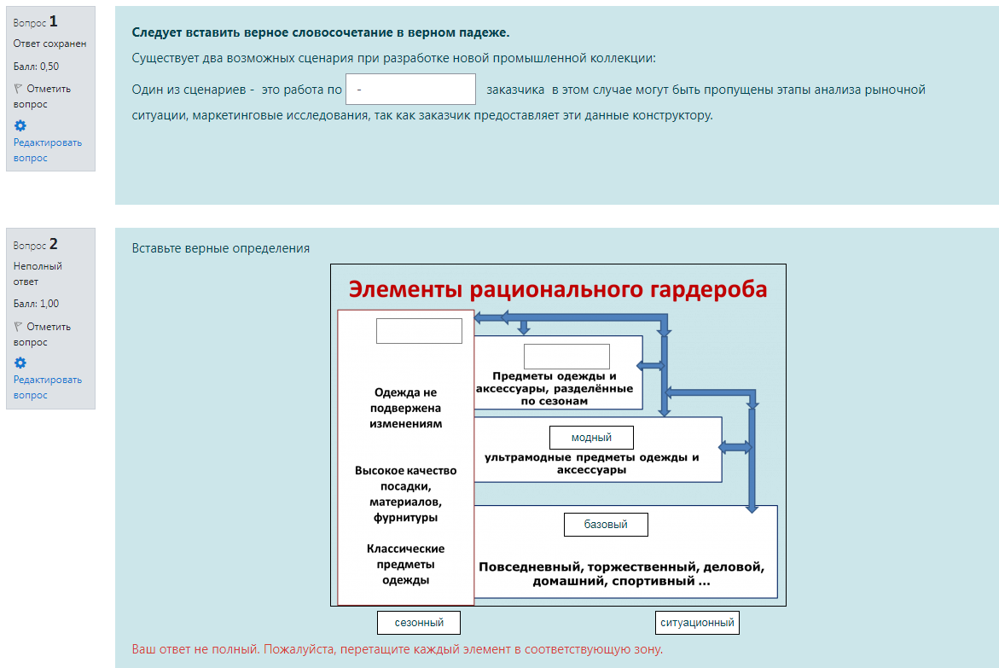 Вопрос 1
Ответ сохранен
Балл: 0,50
Отметить
вопрос
Редактировать
вопрос
Следует вставить верное словосочетание в верном падеже.
Существует два возможных сценария при разработке новой промышленной коллекции:
Один из сценариев - это работа по - заказчика в этом случае могут быть пропущены этапы анализа рыночной
ситуации, маркетинговые исследования, так как заказчик предоставляет эти данные конструктору.
Вопрос 2
Неполный
ответ
Балл: 1,00
Отметить
вопрос
Редактировать
вопрос
Вставьте верные определения
Элементы рационального гардероба
Одежда не
подвержена
изменениям
Высокое качество
посадки,
материалов,
фурнитуры
Классические
предметы
одежды
Предметы одежды и
аксессуары, разделённые
по сезонам
модный
ультрамодные предметы одежды и
аксессуары
базовый
Повседневный, торжественный, деловой,
домашний, спортивный ...
сезонный
ситуационный
Ваш ответ не полный. Пожалуйста, перетащите каждый элемент в соответствующую зону.